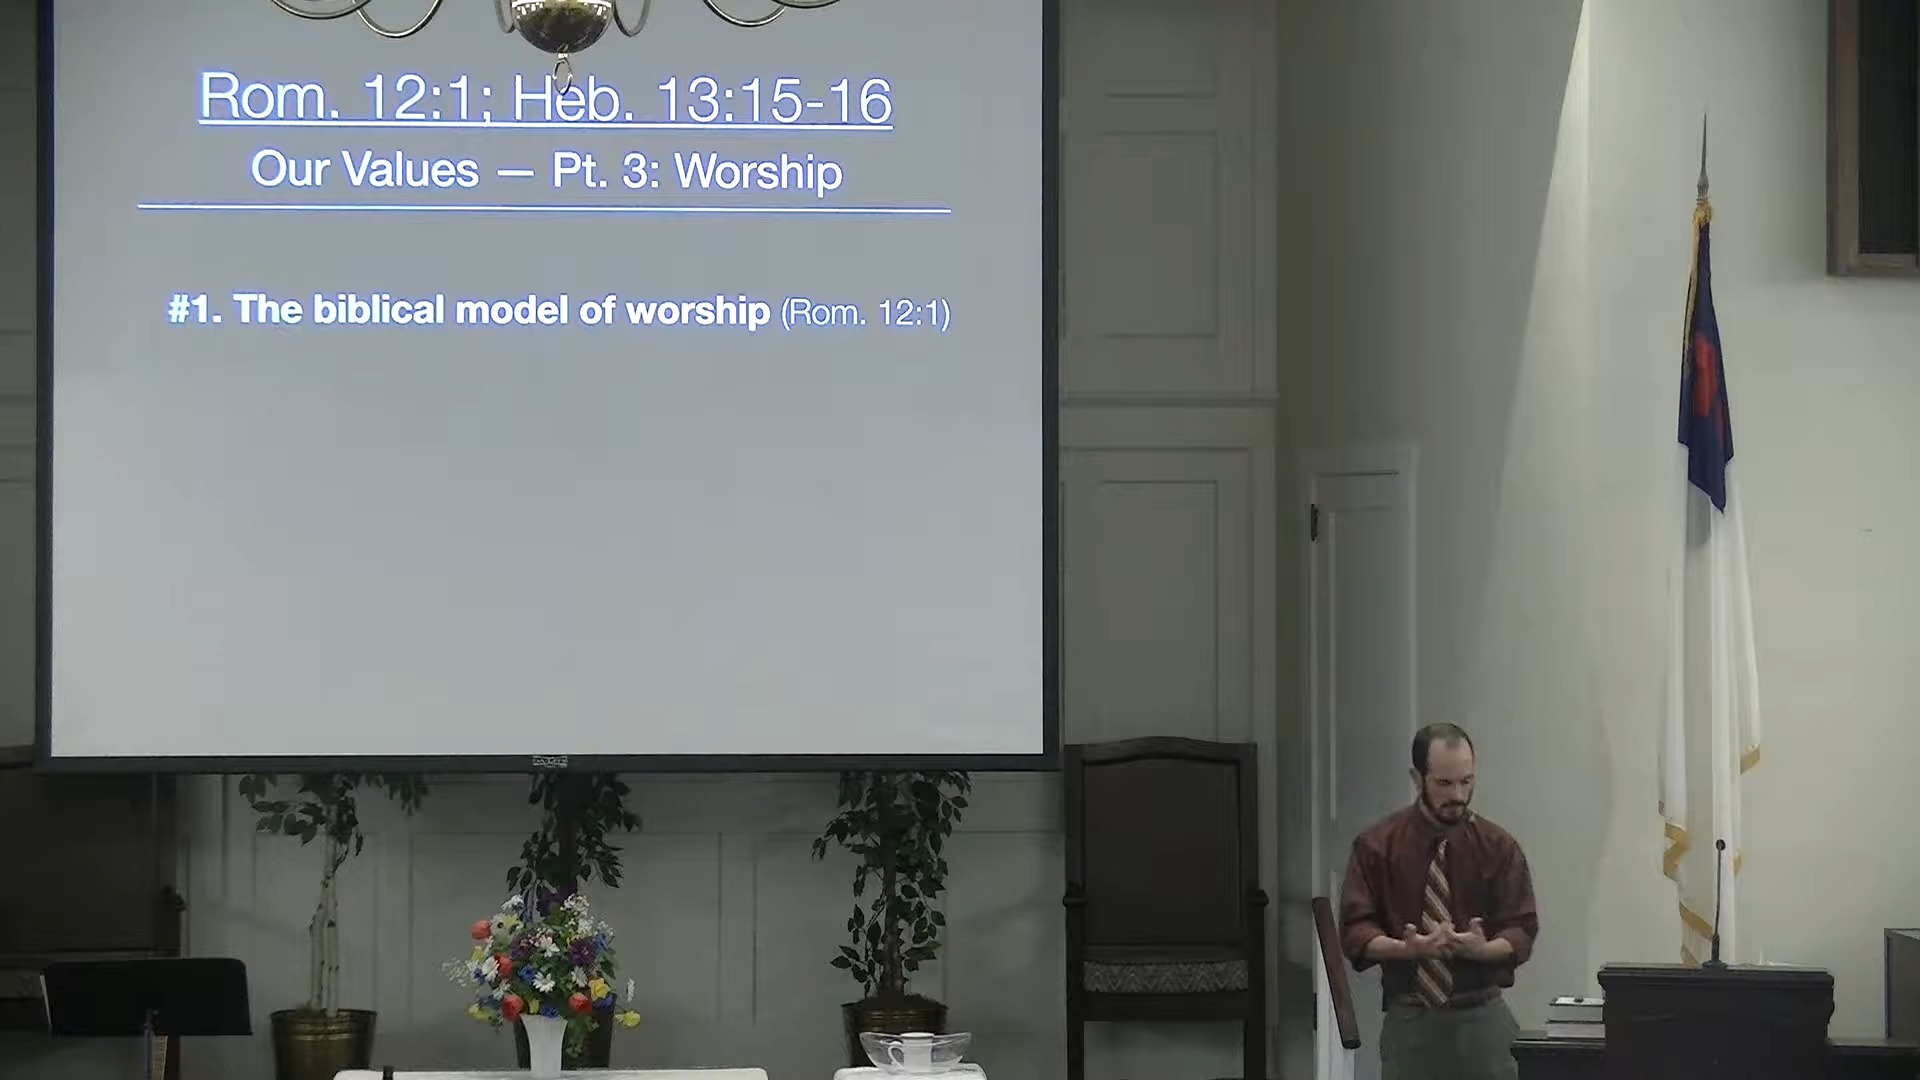 Rom. 12:1; Heb. 13:15-16
Our Values — Pt. 3: Worship
#1. The biblical model of worship (Rom. 12:1)